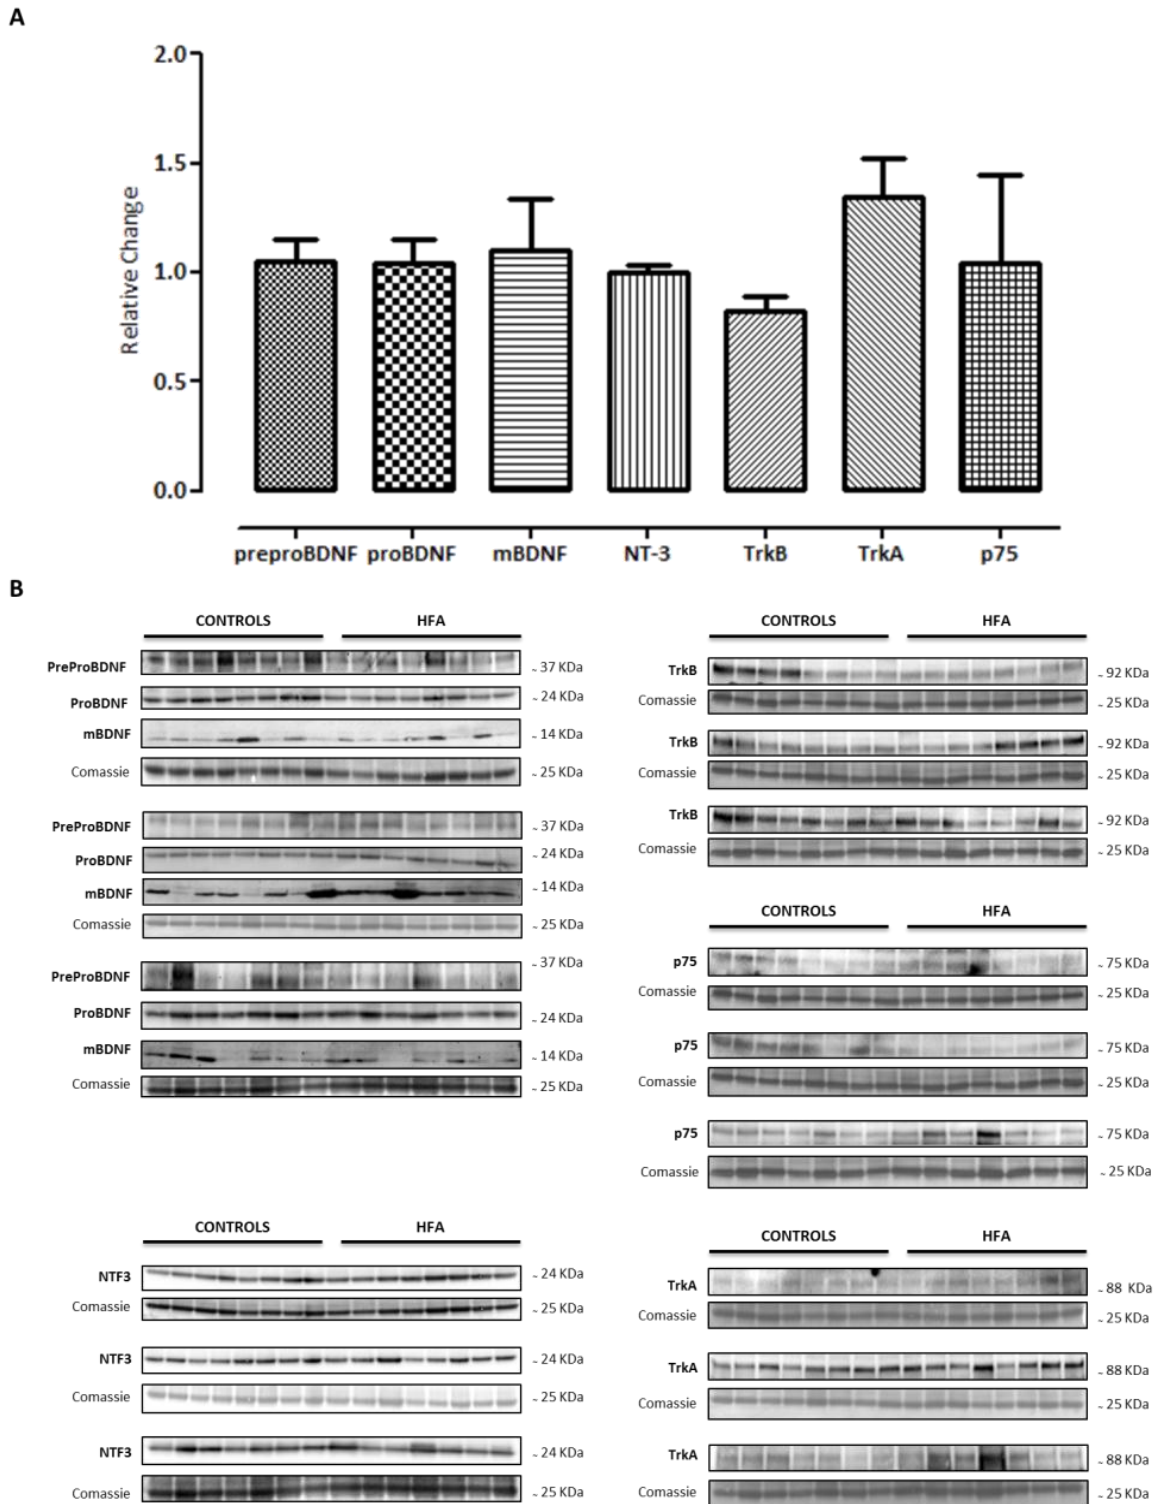 A
2.0
1.5
1.0
0.5
0.0
Relative Change
preproBDNF proBDNF mBDNF NT-3 TrkB TrkA p75
B
CONTROLS HFA
PreProBDNF ~ 37 KDa
ProBDNF ~ 24 KDa
mBDNF ~ 14 KDa
Comassie ~ 25 KDa
PreProBDNF ~ 37 KDa
ProBDNF ~ 24 KDa
mBDNF ~ 14 KDa
Comassie ~ 25 KDa
PreProBDNF ~ 37 KDa
ProBDNF ~ 24 KDa
mBDNF ~ 14 KDa
Comassie ~ 25 KDa
CONTROLS HFA
NTF3 ~ 24 KDa
Comassie ~ 25 KDa
NTF3 ~ 24 KDa
Comassie ~ 25 KDa
NTF3 ~ 24 KDa
Comassie ~ 25 KDa
CONTROLS HFA
TrkB ~ 92 KDa
Comassie ~ 25 KDa
TrkB ~ 92 KDa
Comassie ~ 25 KDa
TrkB ~ 92 KDa
Comassie ~ 25 KDa
CONTROLS HFA
p75 ~ 75 KDa
Comassie ~ 25 KDa
p75 ~ 75 KDa
Comassie ~ 25 KDa
p75 ~ 75 KDa
Comassie ~ 25 KDa
CONTROLS HFA
TrkA ~ 88 KDa
Comassie ~ 25 KDa
TrkA ~ 88 KDa
Comassie ~ 25 KDa
TrkA ~ 88 KDa
Comassie ~ 25 KDa